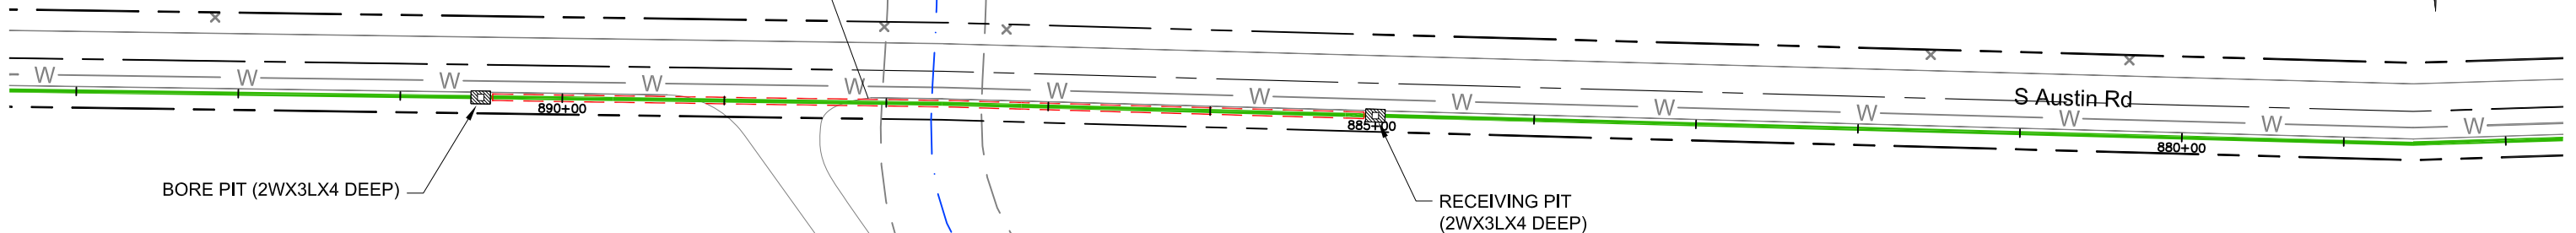 W W W W W W W W W W W W W
S Austin Rd
890+00
885+00
880+00
BORE PIT (2WX3LX4 DEEP)
RECEIVING PIT
(2WX3LX4 DEEP)